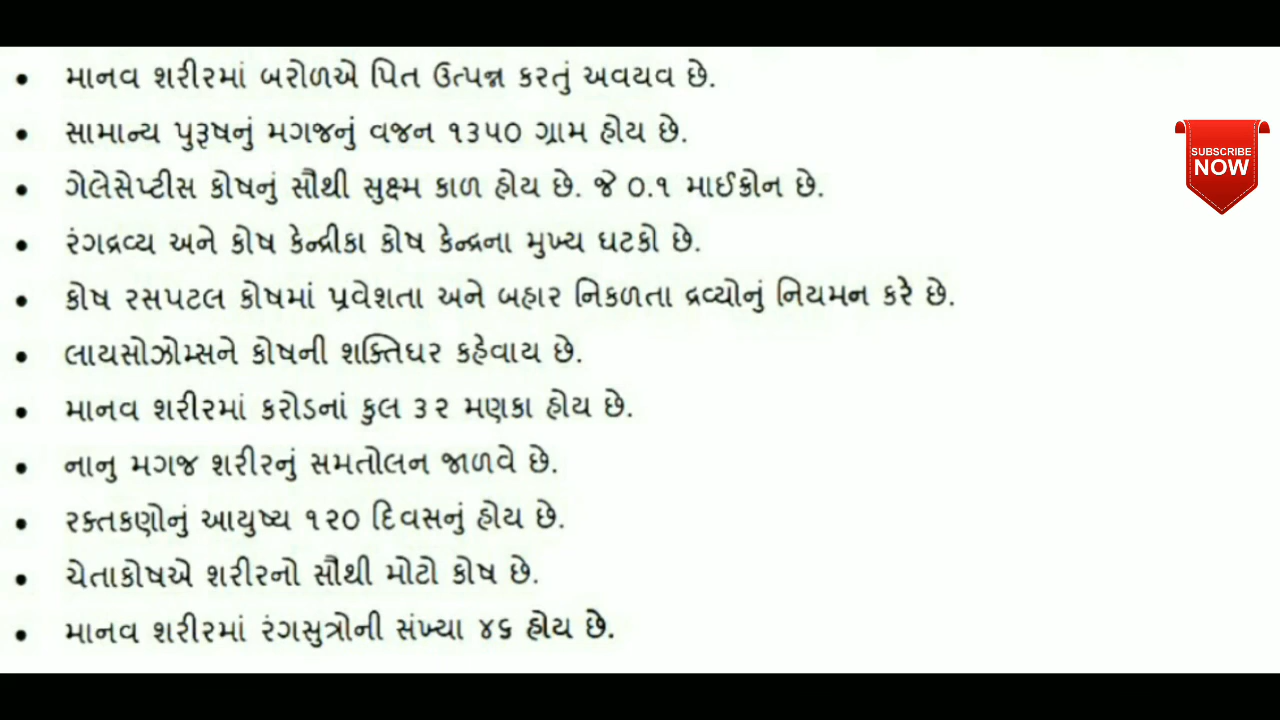 • માનવ શરીરમાં બરોળએ પિત ઉત્પન્ન કરતું અવયવ છે.
• સામાન્ય પુરૂષનું મગજનું વજન ૧૩૫૦ ગ્રામ હોય છે.
• ગેલેસેપ્ટીસ કોષનું સૌથી સુક્ષ્મ કાળ હોય છે. જે ૦.૧ માઈક્રોન છે.
• રંગદ્રવ્ય અને કોષ કેન્દ્રીકા કોષ કેન્દ્રના મુખ્ય ઘટકો છે.
• કોષ રસપટલ કોષમાં પ્રવેશતા અને બહાર નિકળતા દ્રવ્યોનું નિયમન કરે છે.
• લાયસોઝોમ્સને કોષની શક્તિઘર કહેવાય છે.
• માનવ શરીરમાં કરોડનાં કુલ ૩૨ મણકા હોય છે.
• નાનુ મગજ શરીરનું સમતોલન જાળવે છે.
• રક્તકણોનું આયુષ્ય ૧૨૦ દિવસનું હોય છે.
• ચેતાકોષએ શરીરનો સૌથી મોટો કોષ છે.
• માનવ શરીરમાં રંગસુત્રોની સંખ્યા ૪૬ હોય છે.
SUBSCRIBE
NOW